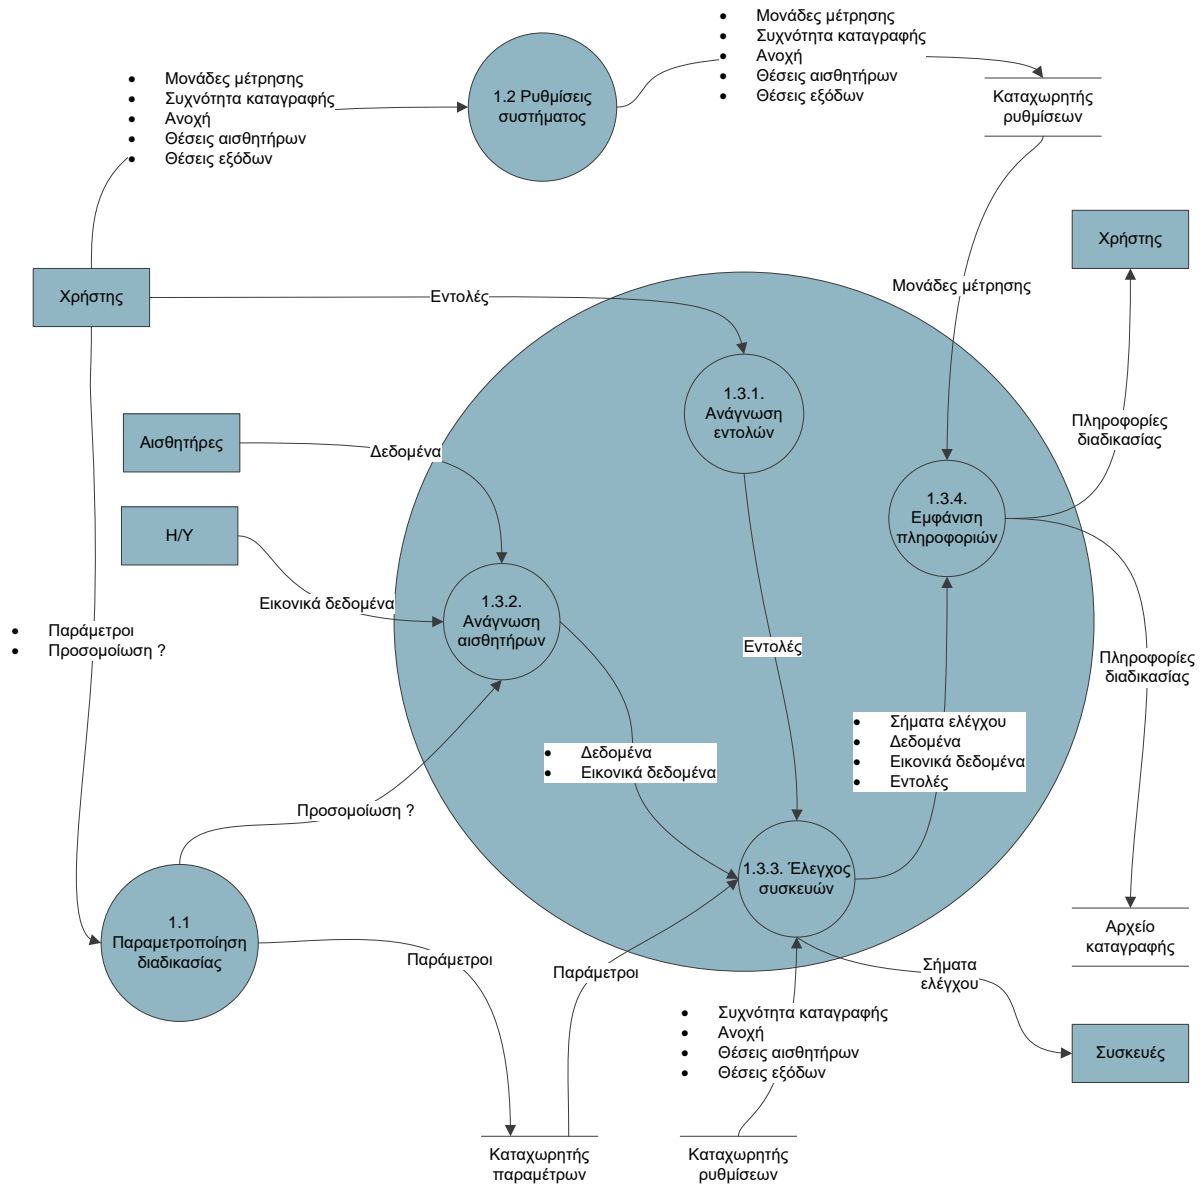 Μονάδες μέτρησης
Συχνότητα καταγραφής
Ανοχή
Θέσεις αισθητήρων
Θέσεις εξόδων
Μονάδες μέτρησης
Συχνότητα καταγραφής
Ανοχή
Θέσεις αισθητήρων
Θέσεις εξόδων
1.2 Ρυθμίσεις
συστήματος
Καταχωρητής
ρυθμίσεων
Χρήστης
Χρήστης
Εντολές
Μονάδες μέτρησης
1.3.1.
Ανάγνωση
εντολών
Αισθητήρες
Δεδομένα
Πληροφορίες
διαδικασίας
Η/Υ
1.3.4.
Εμφάνιση
πληροφοριών
Εικονικά δεδομένα
1.3.2.
Ανάγνωση
αισθητήρων
Παράμετροι
Προσομοίωση ?
Εντολές
Πληροφορίες
διαδικασίας
Δεδομένα
Εικονικά δεδομένα
Σήματα ελέγχου
Δεδομένα
Εικονικά δεδομένα
Εντολές
Προσομοίωση ?
1.3.3. Έλεγχος
συσκευών
1.1
Παραμετροποίηση
διαδικασίας
Αρχείο
καταγραφής
Παράμετροι
Παράμετροι
Σήματα
ελέγχου
Συχνότητα καταγραφής
Ανοχή
Θέσεις αισθητήρων
Θέσεις εξόδων
Συσκευές
Καταχωρητής
παραμέτρων
Καταχωρητής
ρυθμίσεων